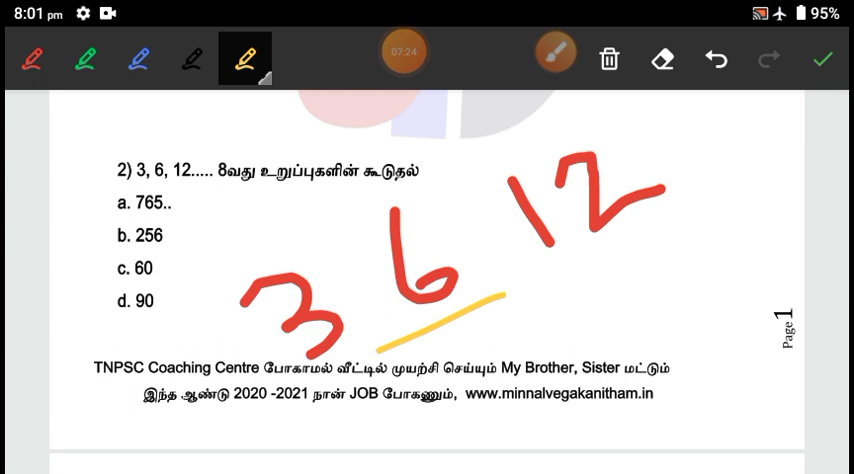 8:01 pm 95%
07:24
2) 3, 6, 12..... 8வது உறுப்புகளின் கூடுதல்
a. 765..
b. 256
c. 60
d. 90
3 6 12
Page 1
TNPSC Coaching Centre போகாமல் வீட்டில் முயற்சி செய்யும் My Brother, Sister மட்டும்
இந்த ஆண்டு 2020 -2021 நான் JOB போகணும், www.minnalvegakanitham.in